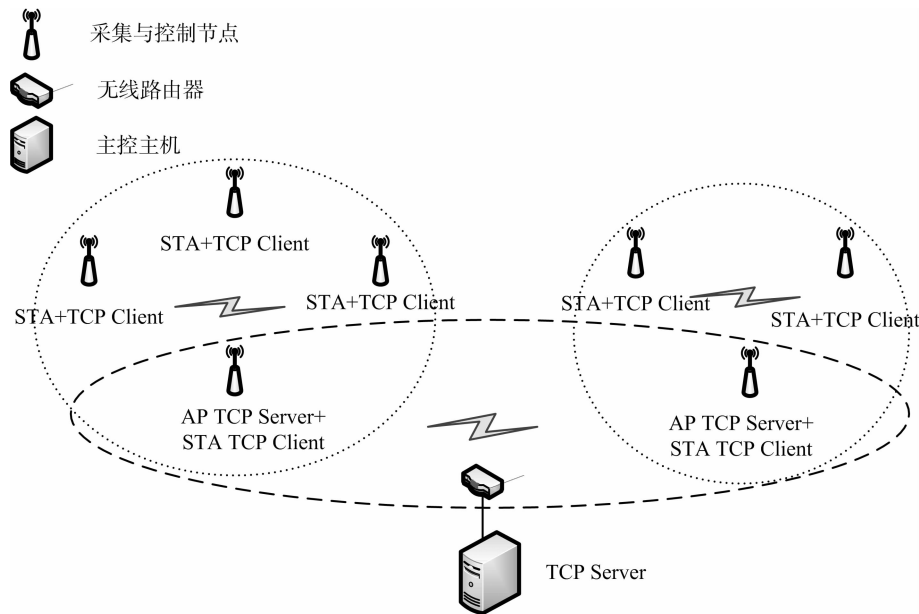 采集与控制节点
无线路由器
主控主机
STA+TCP Client
STA+TCP Client
STA+TCP Client
STA+TCP Client
STA+TCP Client
AP TCP Server+
STA TCP Client
AP TCP Server+
STA TCP Client
TCP Server